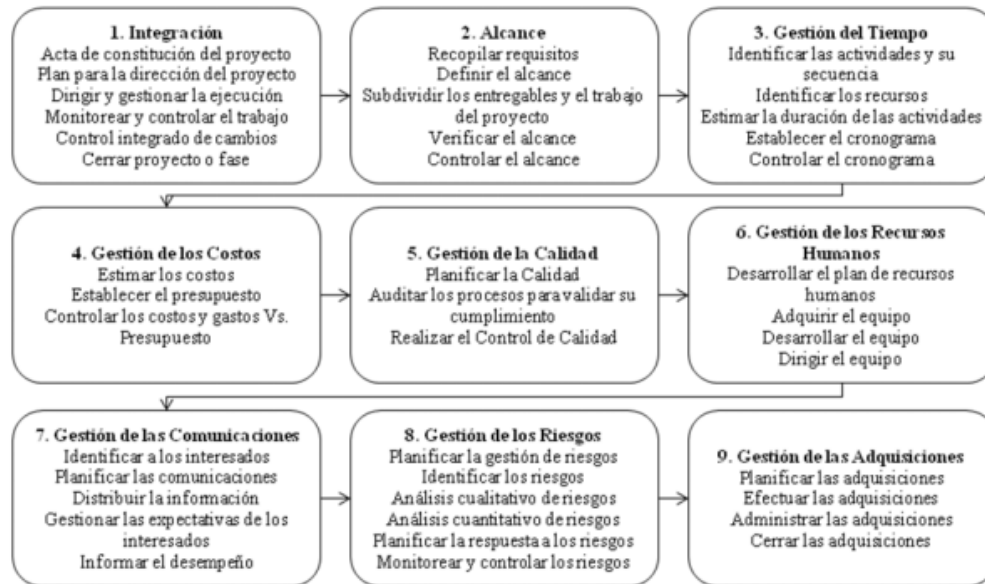 1. Integración
Acta de constitución del proyecto
Plan para la dirección del proyecto
Dirigir y gestionar la ejecución
Monitorear y controlar el trabajo
Control integrado de cambios
Cerrar proyecto o fase
2. Alcance
Recopilar requisitos
Definir el alcance
Subdividir los entregables y el trabajo
del proyecto
Verificar el alcance
Controlar el alcance
3. Gestión del Tiempo
Identificar las actividades y su
secuencia
Identificar los recursos
Estimar la duración de las actividades
Establecer el cronograma
Controlar el cronograma
4. Gestión de los Costos
Estimar los costos
Establecer el presupuesto
Controlar los costos y gastos Vs.
Presupuesto
5. Gestión de la Calidad
Planificar la Calidad
Auditar los procesos para validar su
cumplimiento
Realizar el Control de Calidad
6. Gestión de los Recursos
Humanos
Desarrollar el plan de recursos
humanos
Adquirir el equipo
Desarrollar el equipo
Dirigir el equipo
7. Gestión de las Comunicaciones
Identificar a los interesados
Planificar las comunicaciones
Distribuir la información
Gestionar las expectativas de los
interesados
Informar el desempeño
8. Gestión de los Riesgos
Planificar la gestión de riesgos
Identificar los riesgos
Análisis cualitativo de riesgos
Análisis cuantitativo de riesgos
Planificar la respuesta a los riesgos
Monitorear y controlar los riesgos
9. Gestión de las Adquisiciones
Planificar las adquisiciones
Efectuar las adquisiciones
Administrar las adquisiciones
Cerrar las adquisiciones